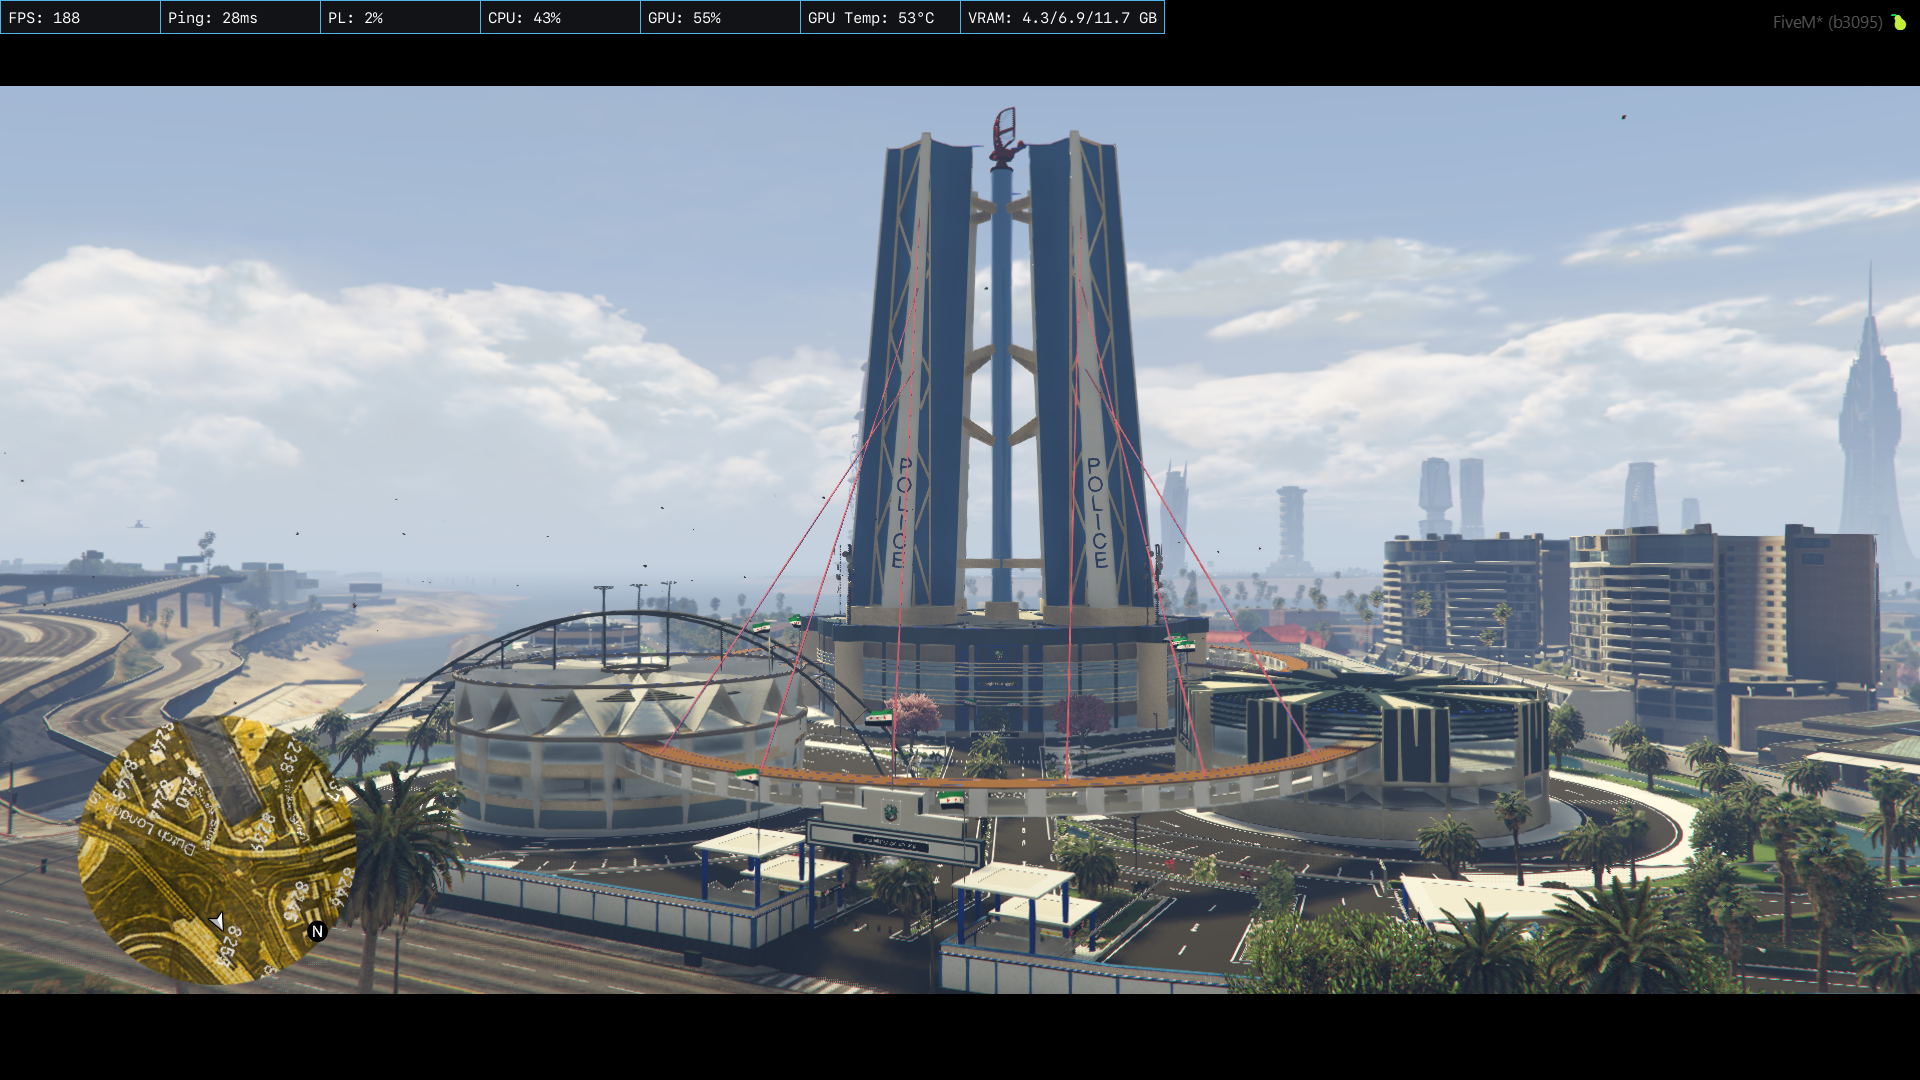 FPS: 188
Ping: 28ms
PL: 2%
CPU: 43%
GPU: 55%
GPU Temp: 53°C
VRAM: 4.3/6.9/11.7 GB
FiveM* (b3095)
POLICE
POLICE
Dutch London
N